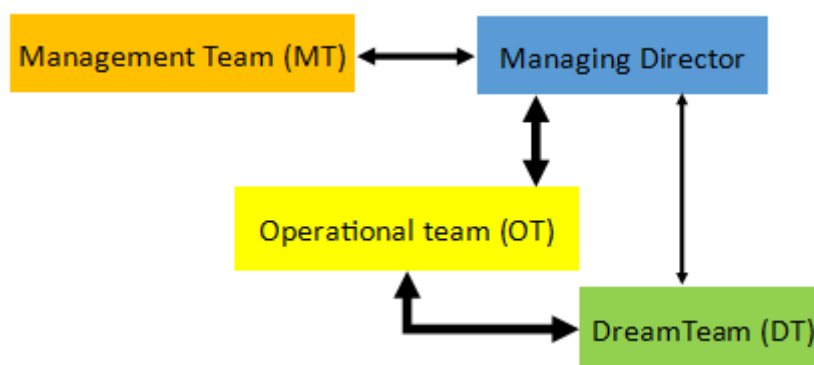 Management Team (MT)
Managing Director
Operational team (OT)
DreamTeam (DT)